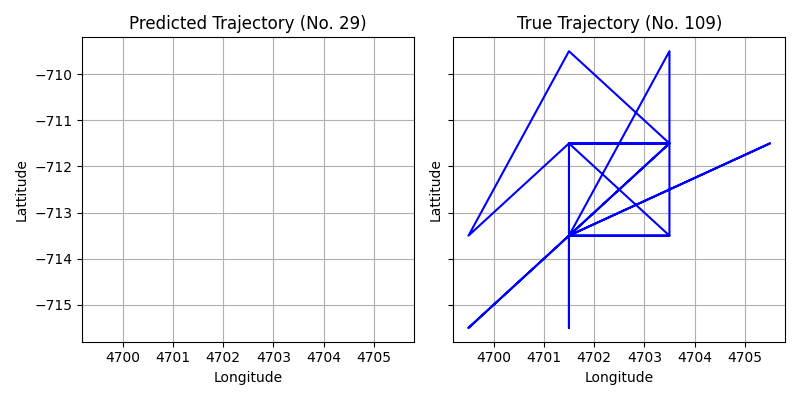 Predicted Trajectory (No. 29)
True Trajectory (No. 109)
−710
−711
−712
−713
−714
−715
Lattitude
Lattitude
4700 4701 4702 4703 4704 4705
4700 4701 4702 4703 4704 4705
Longitude
Longitude